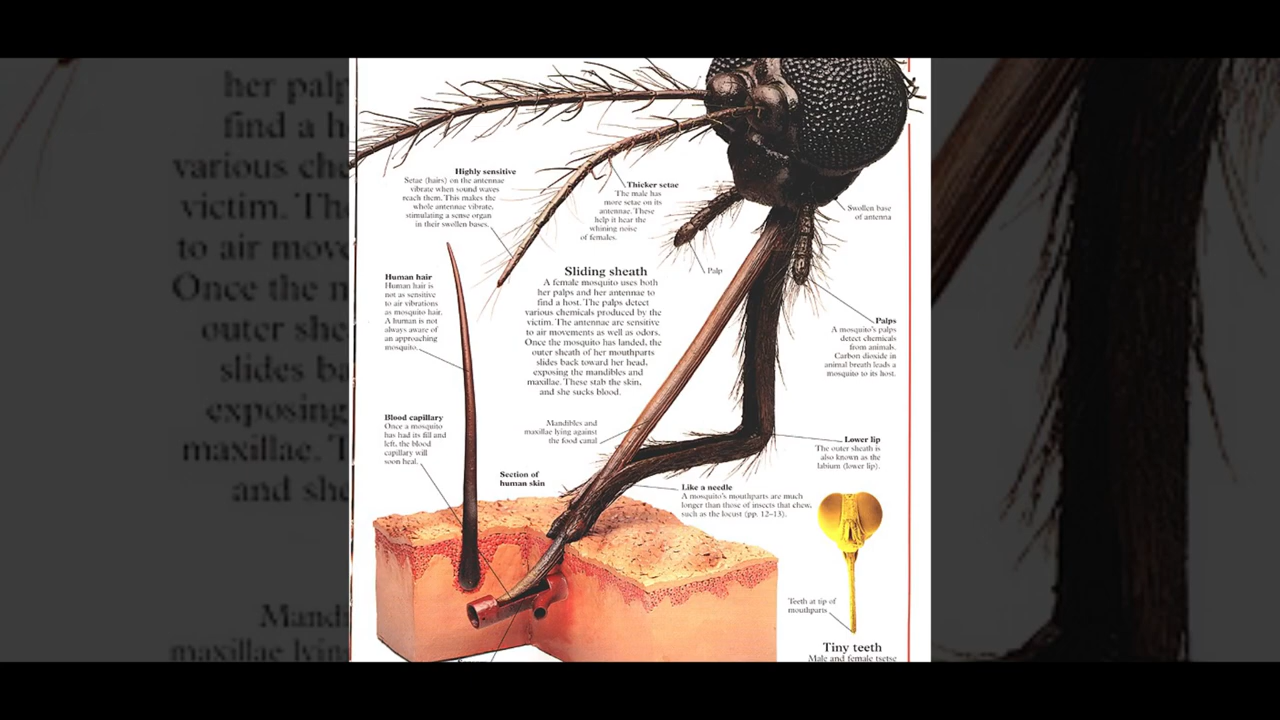 Highly sensitive
Setae (hairs) on the antennae
vibrate when sound waves
reach them. This makes the
whole antennae vibrate,
stimulating a sense organ
in their swollen bases.
Thicker setae
The male has
more setae on its
antennae. These
help it hear the
whining noise
of females.
Swollen base
of antenna
Palp
Human hair
Human hair is
not as sensitive
to air vibrations
as mosquito hair.
A human is not
always aware of
an approaching
mosquito.
Sliding sheath
A female mosquito uses both
her palps and her antennae to
find a host. The palps detect
various chemicals produced by the
victim. The antennae are sensitive
to air movements as well as odors.
Once the mosquito has landed, the
outer sheath of her mouthparts
slides back toward her head,
exposing the mandibles and
maxillae. These stab the skin,
and she sucks blood.
Palps
A mosquito's palps
detect chemicals
from animals.
Carbon dioxide in
animal breath leads a
mosquito to its host.
Blood capillary
Once a mosquito
has had its fill and
left, the blood
capillary will
soon heal.
Mandibles and
maxillae lying against
the food canal
Lower lip
The outer sheath is
also known as the
labium (lower lip).
Section of
human skin
Like a needle
A mosquito's mouthparts are much
longer than those of insects that chew,
such as the locust (pp. 12–13).
Teeth at tip of
mouthparts
Tiny teeth
Male and female tsetse
her palp
find a h
various che
victim. Th
to air move
Once the n
outer she
slides ba
exposing
maxillae. T
and she
Mandi
maxillae lyin